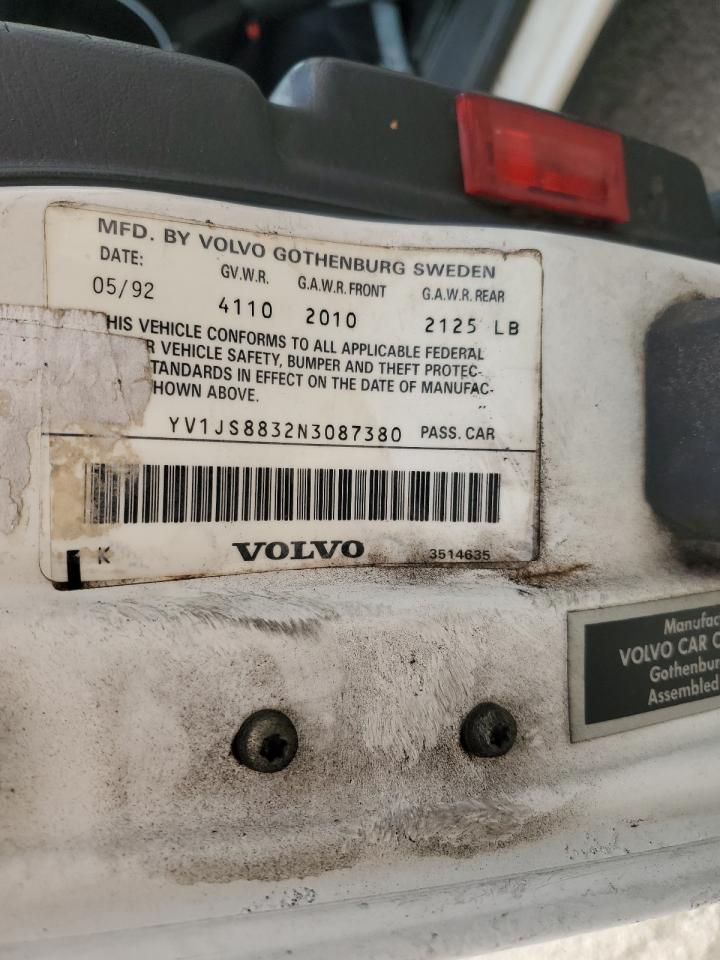 MFD. BY VOLVO GOTHENBURG SWEDEN
DATE: G.V.W.R. G.A.W.R. FRONT G.A.W.R. REAR
05/92 4110 2010 2125 LB
HIS VEHICLE CONFORMS TO ALL APPLICABLE FEDERAL
R VEHICLE SAFETY, BUMPER AND THEFT PROTEC-
TANDARDS IN EFFECT ON THE DATE OF MANUFAC-
HOWN ABOVE.
YV1JS8832N3087380 PASS. CAR
K VOLVO 3514635
Manufac
VOLVO CAR C
Gothenbur
Assembled